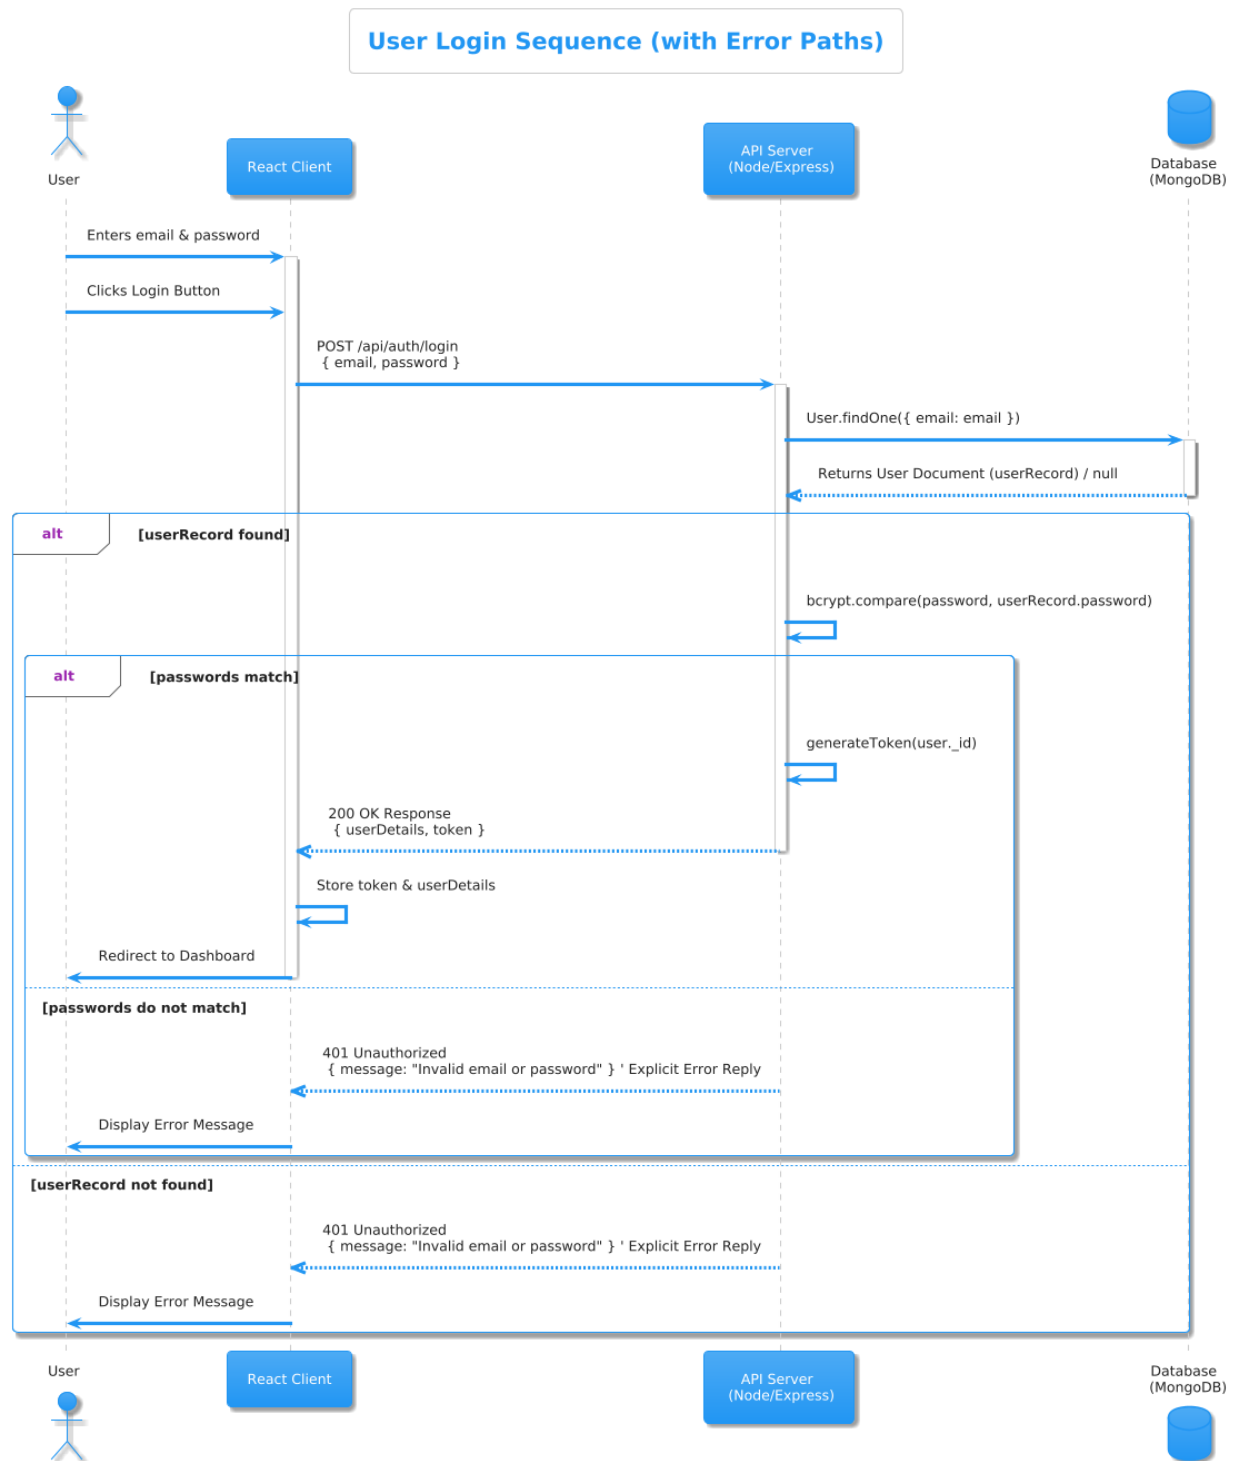 User Login Sequence (with Error Paths)
User
React Client
API Server
(Node/Express)
Database
(MongoDB)
Enters email & password
Clicks Login Button
POST /api/auth/login
{ email, password }
User.findOne({ email: email })
Returns User Document (userRecord) / null
alt
[userRecord found]
bcrypt.compare(password, userRecord.password)
alt
[passwords match]
generateToken(user._id)
200 OK Response
{ userDetails, token }
Store token & userDetails
Redirect to Dashboard
[passwords do not match]
401 Unauthorized
{ message: "Invalid email or password" } ' Explicit Error Reply
Display Error Message
[userRecord not found]
401 Unauthorized
{ message: "Invalid email or password" } ' Explicit Error Reply
Display Error Message
User
React Client
API Server
(Node/Express)
Database
(MongoDB)